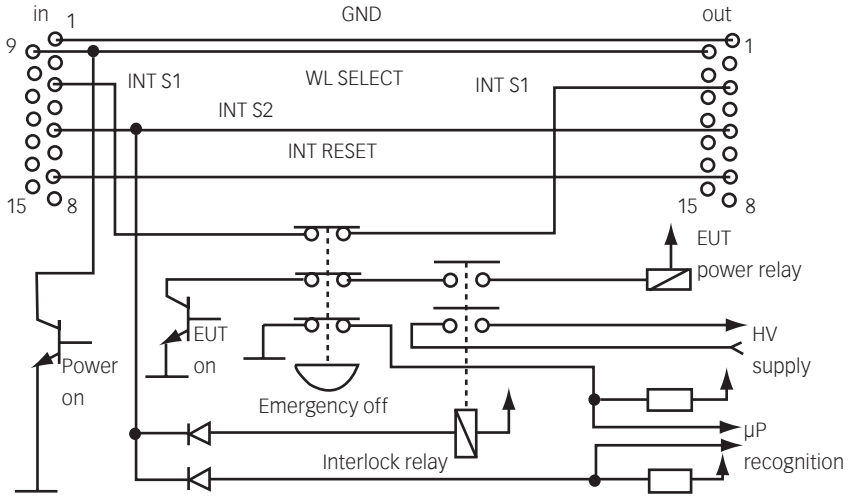 in
1
GND
out
9
1
INT S1
WL SELECT
INT S1
INT S2
INT RESET
15
8
15
8
EUT
power relay
EUT
on
Power
on
HV
supply
Emergency off
Interlock relay
µP
recognition